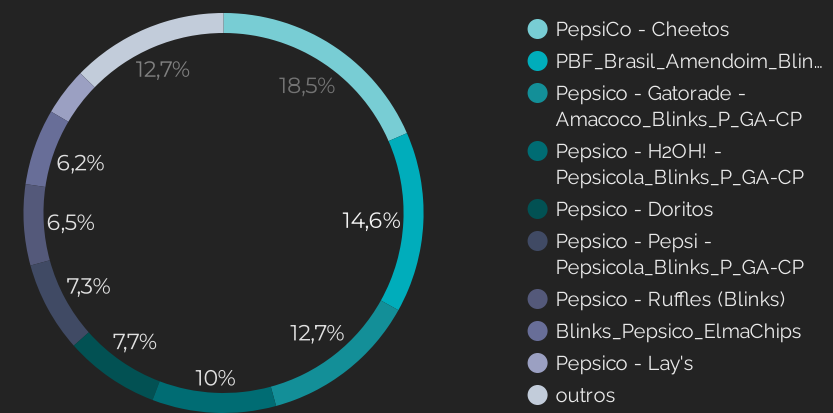 12,7%
18,5%
6,2%
6,5%
14,6%
7,3%
12,7%
7,7%
10%
PepsiCo - Cheetos
PBF_Brasil_Amendoim_Blin...
Pepsico - Gatorade -
Amacoco_Blinks_P_GA-CP
Pepsico - H2OH! -
Pepsicola_Blinks_P_GA-CP
Pepsico - Doritos
Pepsico - Pepsi -
Pepsicola_Blinks_P_GA-CP
Pepsico - Ruffles (Blinks)
Blinks_Pepsico_ElmaChips
Pepsico - Lay's
outros